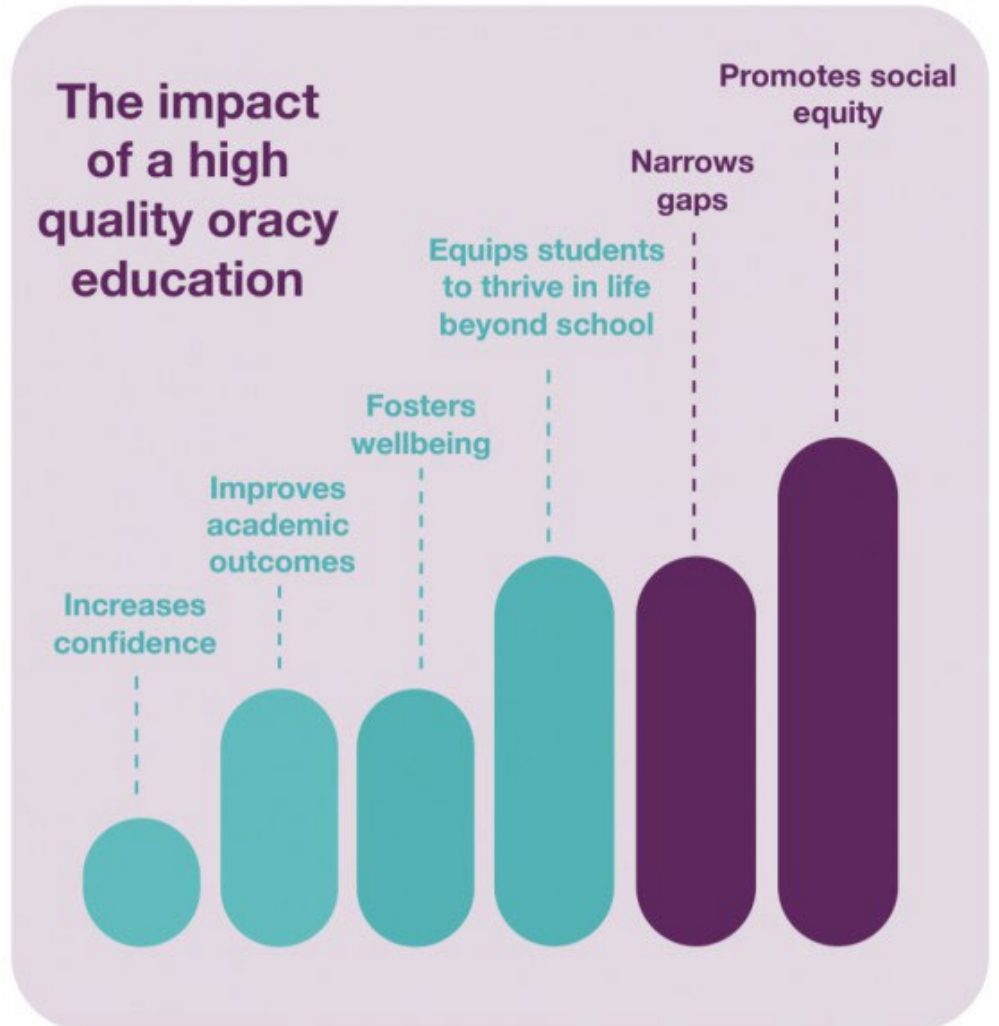 The impact
of a high
quality oracy
education
Increases
confidence
Improves
academic
outcomes
Fosters
wellbeing
Equips students
to thrive in life
beyond school
Narrows
gaps
Promotes social
equity